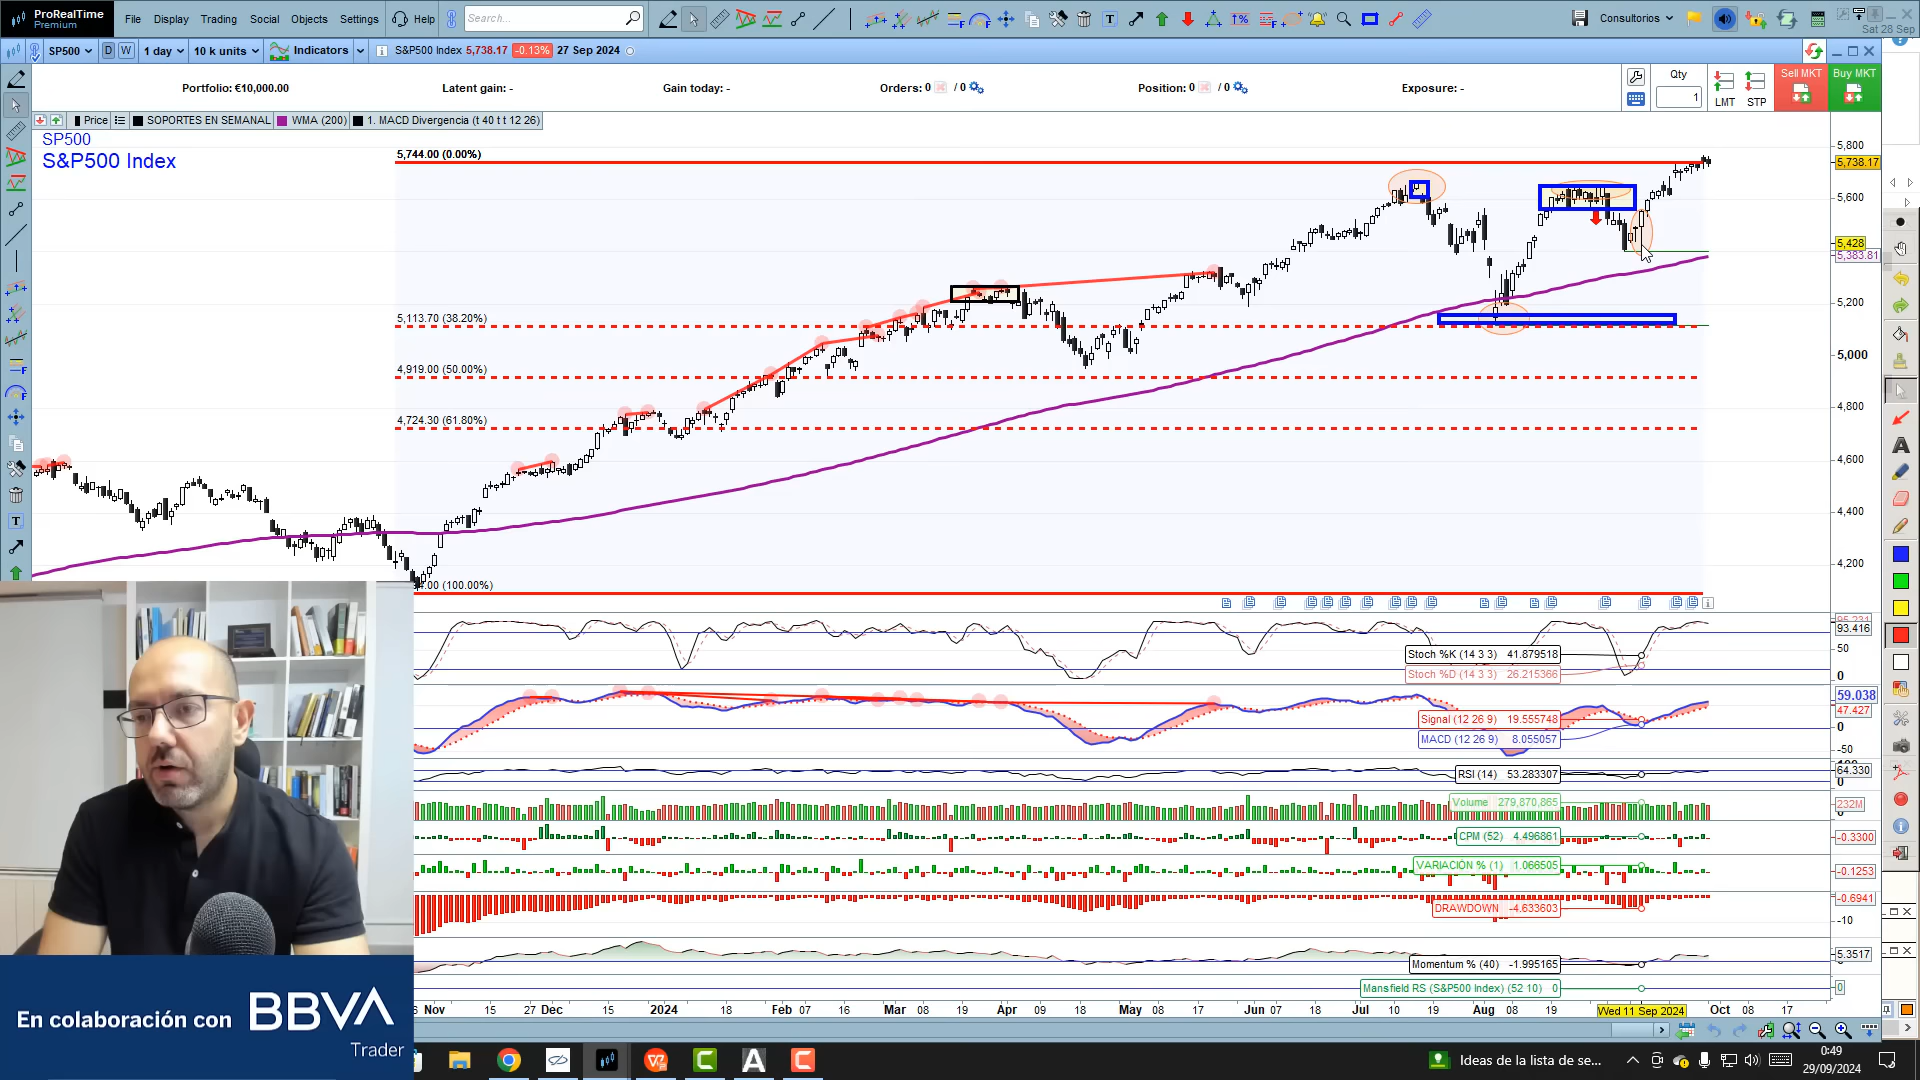 ProRealTime
Premium
File Display Trading Social Objects Settings Help Search...
Consultorios
Sat 28 Sep
SP500 D W 1 day 10 k units Indicators S&P500 Index 5,738.17 -0.13% 27 Sep 2024
Portfolio: €10,000.00 Latent gain: - Gain today: - Orders: 0 / 0 Position: 0 / 0 Exposure: -
Qty
1
LMT STP
Sell MKT Buy MKT
Price SOPORTES EN SEMANAL WMA (200) 1. MACD Divergencia (t 40 t t 12 26)
SP500
S&P500 Index
5,744.00 (0.00%)
5,113.70 (38.20%)
4,919.00 (50.00%)
4,724.30 (61.80%)
.00 (100.00%)
5,800
5,738.17
5,600
5,428
5,383.81
5,200
5,000
4,800
4,600
4,400
4,200
Stoch %K (14 3 3) 41.879518
Stoch %D (14 3 3) 26.215366
93.416
50
0
Signal (12 26 9) 19.555748
MACD (12 26 9) 8.055057
59.038
47.427
0
-50
RSI (14) 53.283307
64.330
0
Volume 279,870,865
232M
CPM (52) 4.496861
-0.3300
VARIACIÓN % (1) 1.066505
-0.1253
DRAWDOWN -4.633603
-0.6941
-10
Momentum % (40) -1.995165
5.3517
Mansfield RS (S&P500 Index) (52 10) 0
0
Nov 15 27 Dec 15 2024 16 Feb 07 16 Mar 08 19 Apr 09 19 May 08 17 Jun 07 18 Jul 10 19 Aug 08 19 Wed 11 Sep 2024 Oct 08 17
En colaboración con BBVA
Trader
Ideas de la lista de se...
0:49
29/09/2024